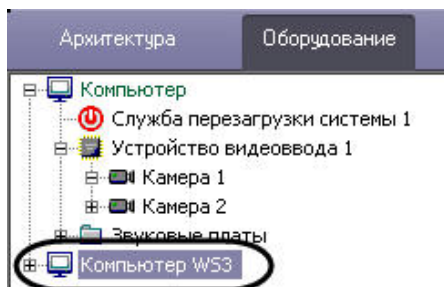 Архитектура Оборудование
Компьютер
Служба перезагрузки системы 1
Устройство видеоввода 1
Камера 1
Камера 2
Звуковые платы
Компьютер WS3